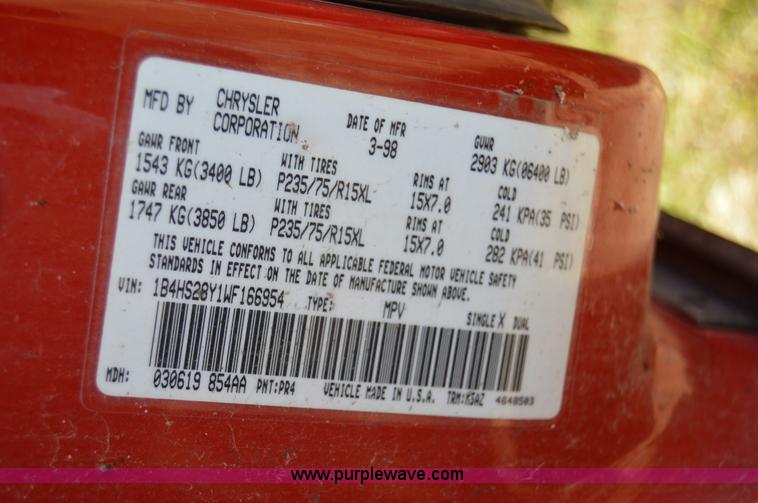 MFD BY CHRYSLER CORPORATION DATE OF MFR 3-98 GVWR 2903 KG(06400 LB)
GAWR FRONT WITH TIRES RIMS AT COLD
1543 KG(3400 LB) P235/75/R15XL 15X7.0 241 KPA(35 PSI)
GAWR REAR WITH TIRES RIMS AT COLD
1747 KG(3850 LB) P235/75/R15XL 15X7.0 282 KPA(41 PSI)
THIS VEHICLE CONFORMS TO ALL APPLICABLE FEDERAL MOTOR VEHICLE SAFETY
STANDARDS IN EFFECT ON THE DATE OF MANUFACTURE SHOWN ABOVE.
VIN: 1B4HS28Y1WF166954 TYPE: MPV SINGLE X DUAL
MDH: 030619 854AA PNT:PR4 VEHICLE MADE IN U.S.A. TRM:K5AZ 4648503
www.purplewave.com